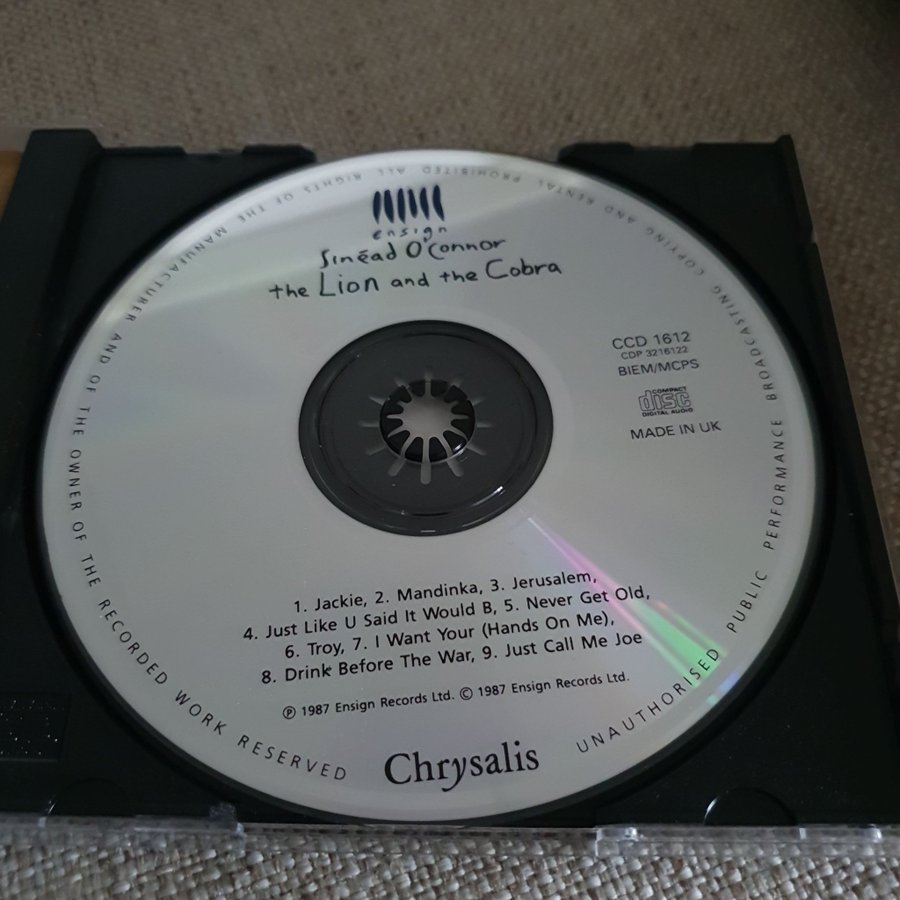 ensign
Sinéad O'Connor
the Lion and the Cobra
CCD 1612
CDP 3216122
BIEM/MCPS
COMPACT
disc
DIGITAL AUDIO
MADE IN UK
1. Jackie, 2. Mandinka, 3. Jerusalem,
4. Just Like U Said It Would B, 5. Never Get Old,
6. Troy, 7. I Want Your (Hands On Me),
8. Drink Before The War, 9. Just Call Me Joe
℗ 1987 Ensign Records Ltd. © 1987 Ensign Records Ltd.
Chrysalis
ALL RIGHTS OF THE MANUFACTURER AND OF THE OWNER OF THE RECORDED WORK RESERVED
UNAUTHORISED PUBLIC PERFORMANCE BROADCASTING COPYING AND RENTAL PROHIBITED